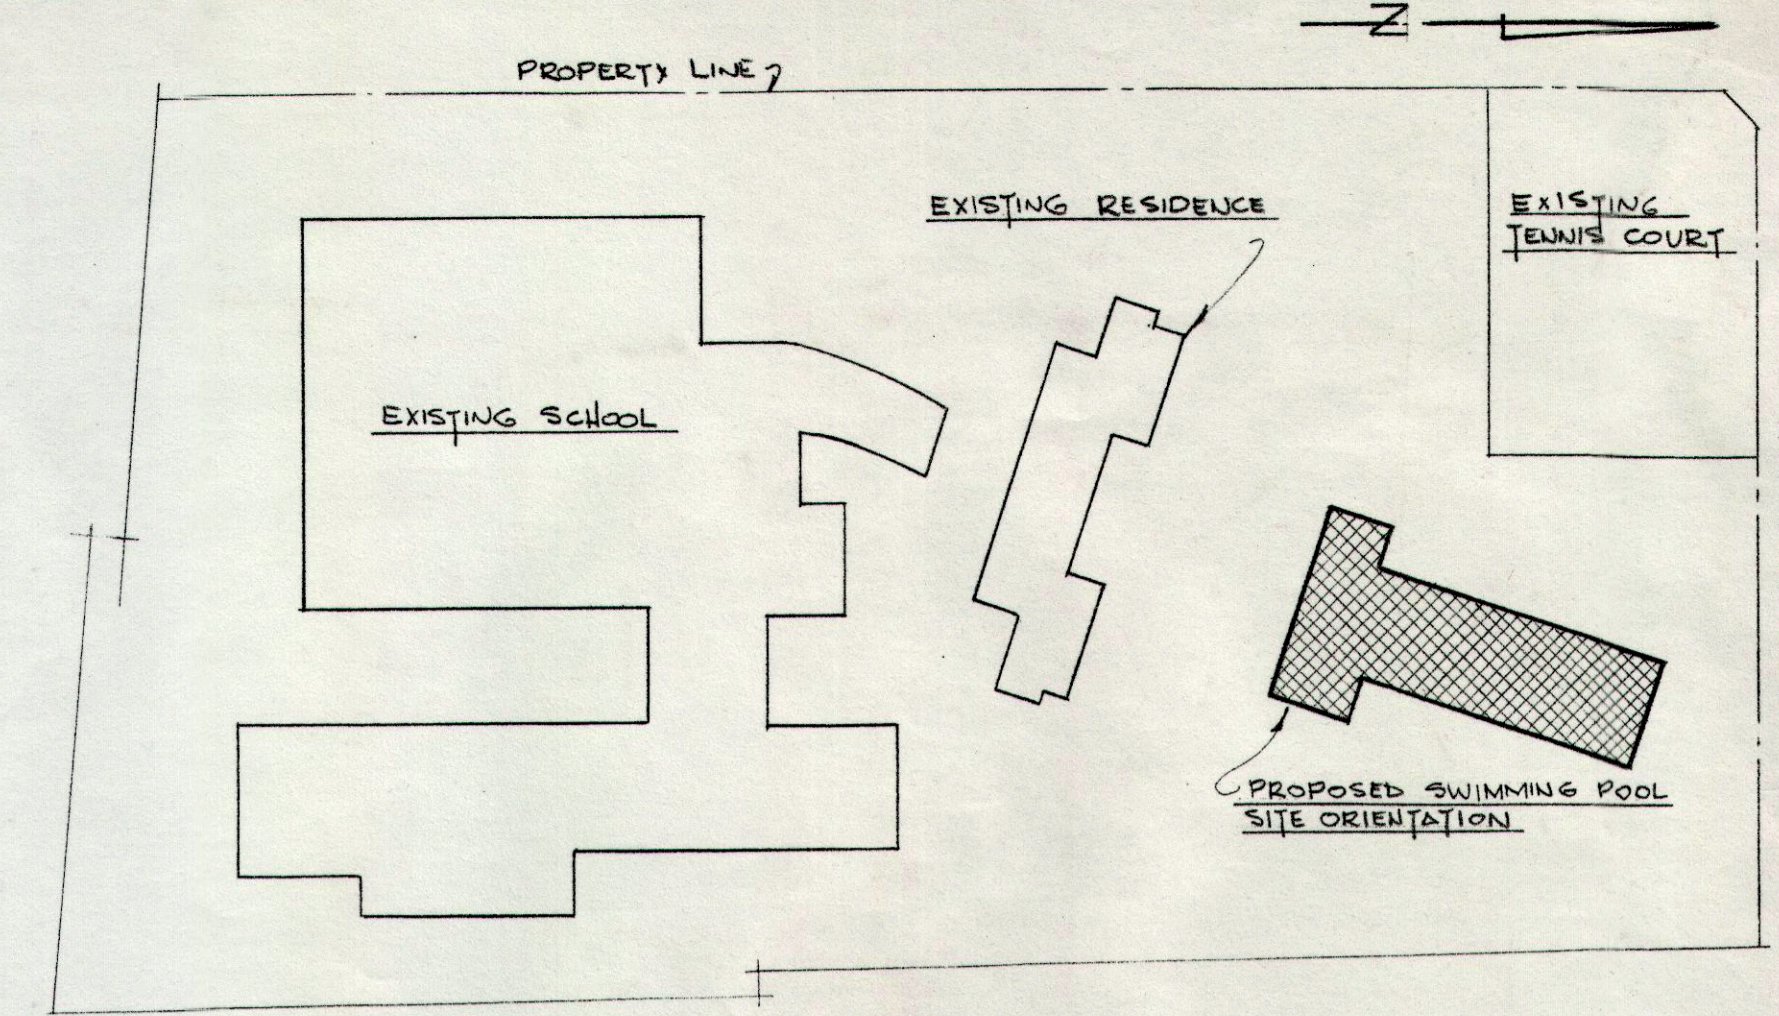 N
PROPERTY LINE
EXISTING RESIDENCE
EXISTING
TENNIS COURT
EXISTING SCHOOL
PROPOSED SWIMMING POOL
SITE ORIENTATION